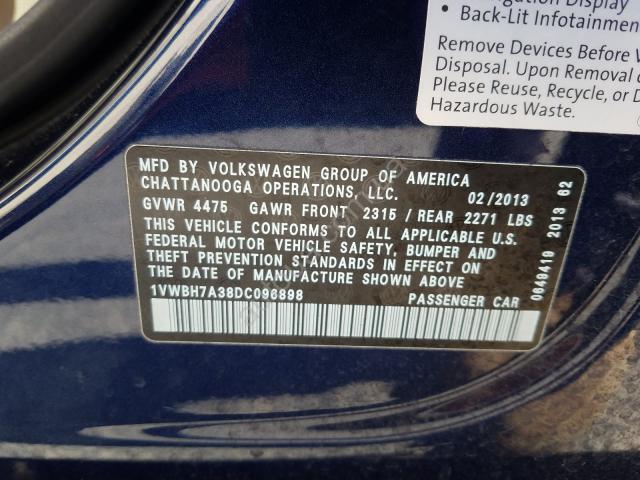 Display
• Back-Lit Infotainment
Remove Devices Before
Disposal. Upon Removal
Please Reuse, Recycle, or
Hazardous Waste.
MFD BY VOLKSWAGEN GROUP OF AMERICA
CHATTANOOGA OPERATIONS, LLC. 02/2013
GVWR 4475 GAWR FRONT 2315 / REAR 2271 LBS
THIS VEHICLE CONFORMS TO ALL APPLICABLE U.S.
FEDERAL MOTOR VEHICLE SAFETY, BUMPER AND
THEFT PREVENTION STANDARDS IN EFFECT ON
THE DATE OF MANUFACTURE SHOWN ABOVE
1VWBH7A38DC096898 PASSENGER CAR
0649419 2013 62